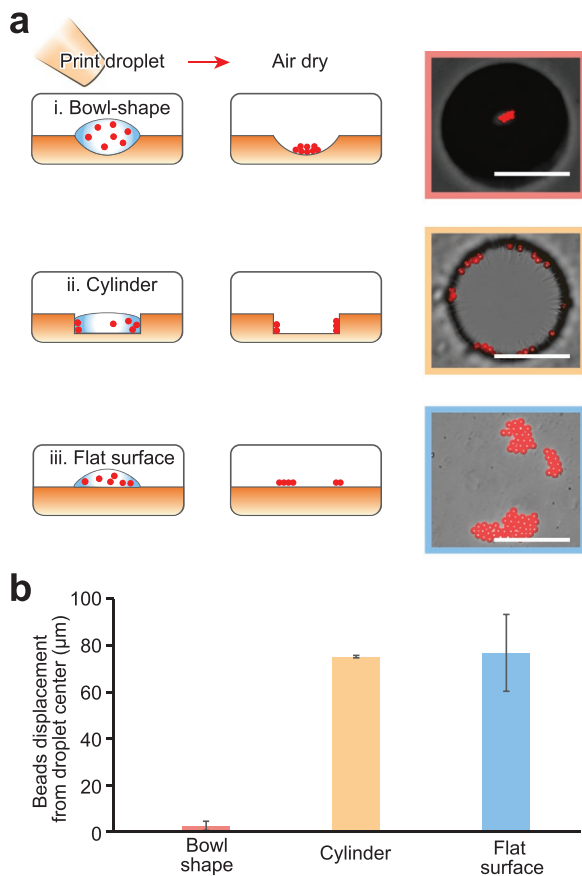 a
Print droplet
Air dry
i. Bowl-shape
ii. Cylinder
iii. Flat surface
b
Beads displacement
from droplet center (μm)
100
80
60
40
20
0
Bowl
shape
Cylinder
Flat
surface